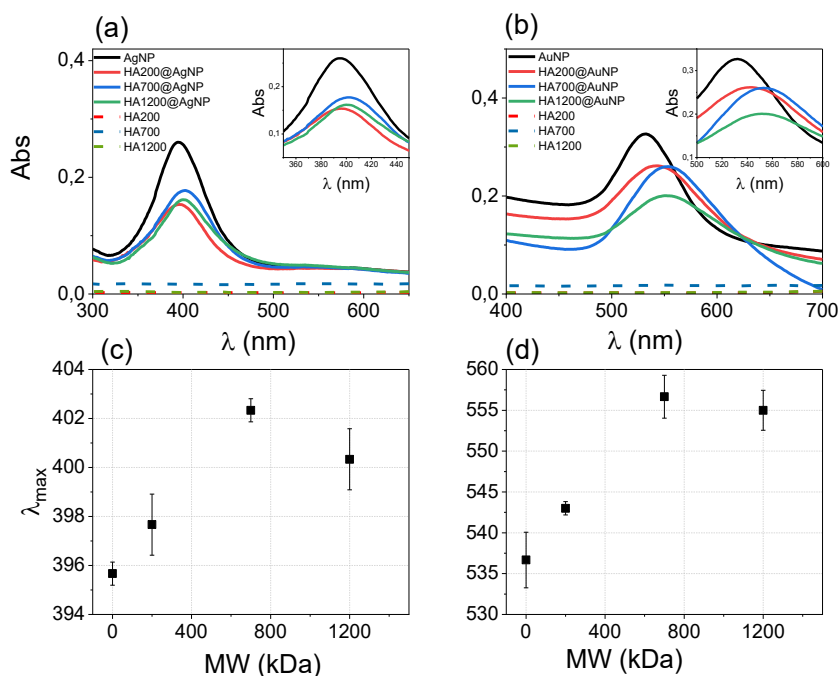 (a)
AgNP
HA200@AgNP
HA700@AgNP
HA1200@AgNP
HA200
HA700
HA1200
0,4
0,2
0,0
Abs
300 400 500 600
λ (nm)
0,2
0,1
Abs
360 380 400 420 440
λ (nm)
(b)
AuNP
HA200@AuNP
HA700@AuNP
HA1200@AuNP
HA200
HA700
HA1200
0,4
0,2
0,0
400 500 600 700
λ (nm)
0,3
0,2
0,1
Abs
500 520 540 560 580 600
λ (nm)
(c)
404
402
400
398
396
394
λmax
0 400 800 1200
MW (kDa)
(d)
560
555
550
545
540
535
530
0 400 800 1200
MW (kDa)